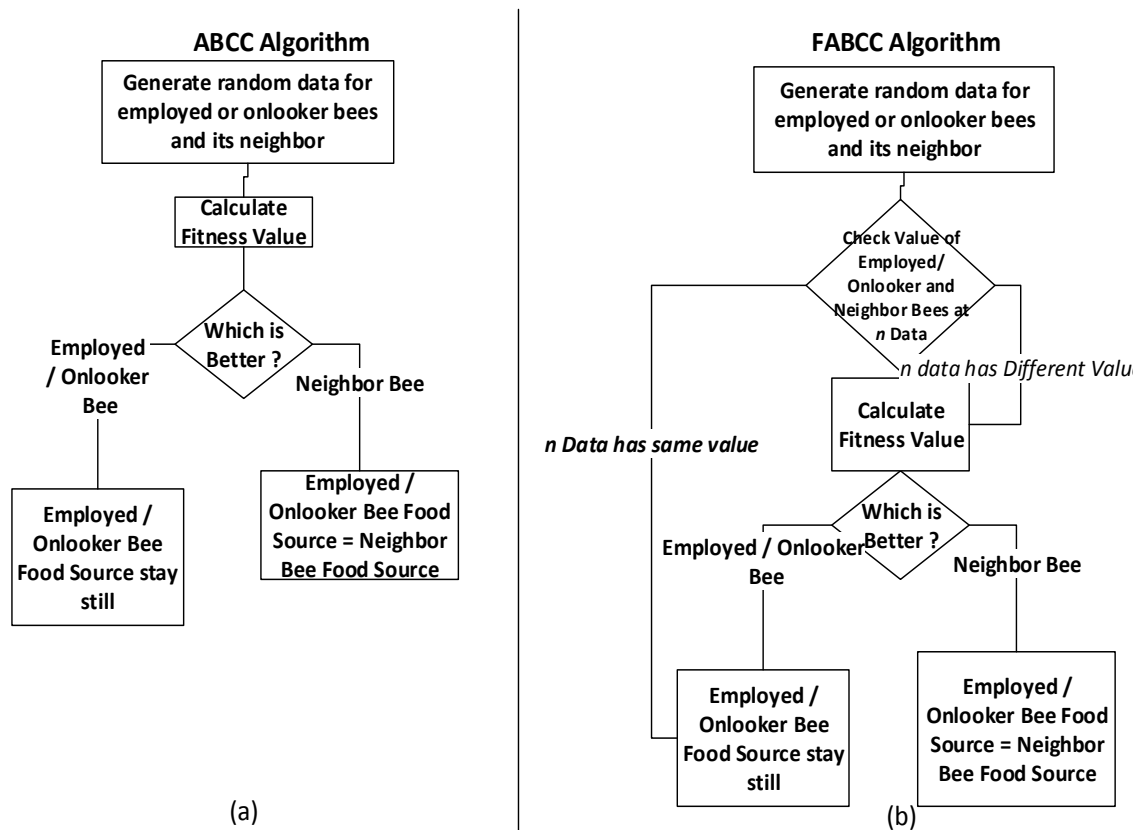 ABCC Algorithm
Generate random data for
employed or onlooker bees
and its neighbor
Calculate
Fitness Value
Which is
Better ?
Employed
/ Onlooker
Bee
Neighbor Bee
Employed /
Onlooker Bee
Food Source stay
still
Employed /
Onlooker Bee Food
Source = Neighbor
Bee Food Source
(a)
FABCC Algorithm
Generate random data for
employed or onlooker bees
and its neighbor
Check Value of
Employed/
Onlooker and
Neighbor Bees at
n Data
n data has Different Value
n Data has same value
Calculate
Fitness Value
Which is
Better ?
Employed / Onlooker
Bee
Neighbor Bee
Employed /
Onlooker Bee
Food Source stay
still
Employed /
Onlooker Bee Food
Source = Neighbor
Bee Food Source
(b)